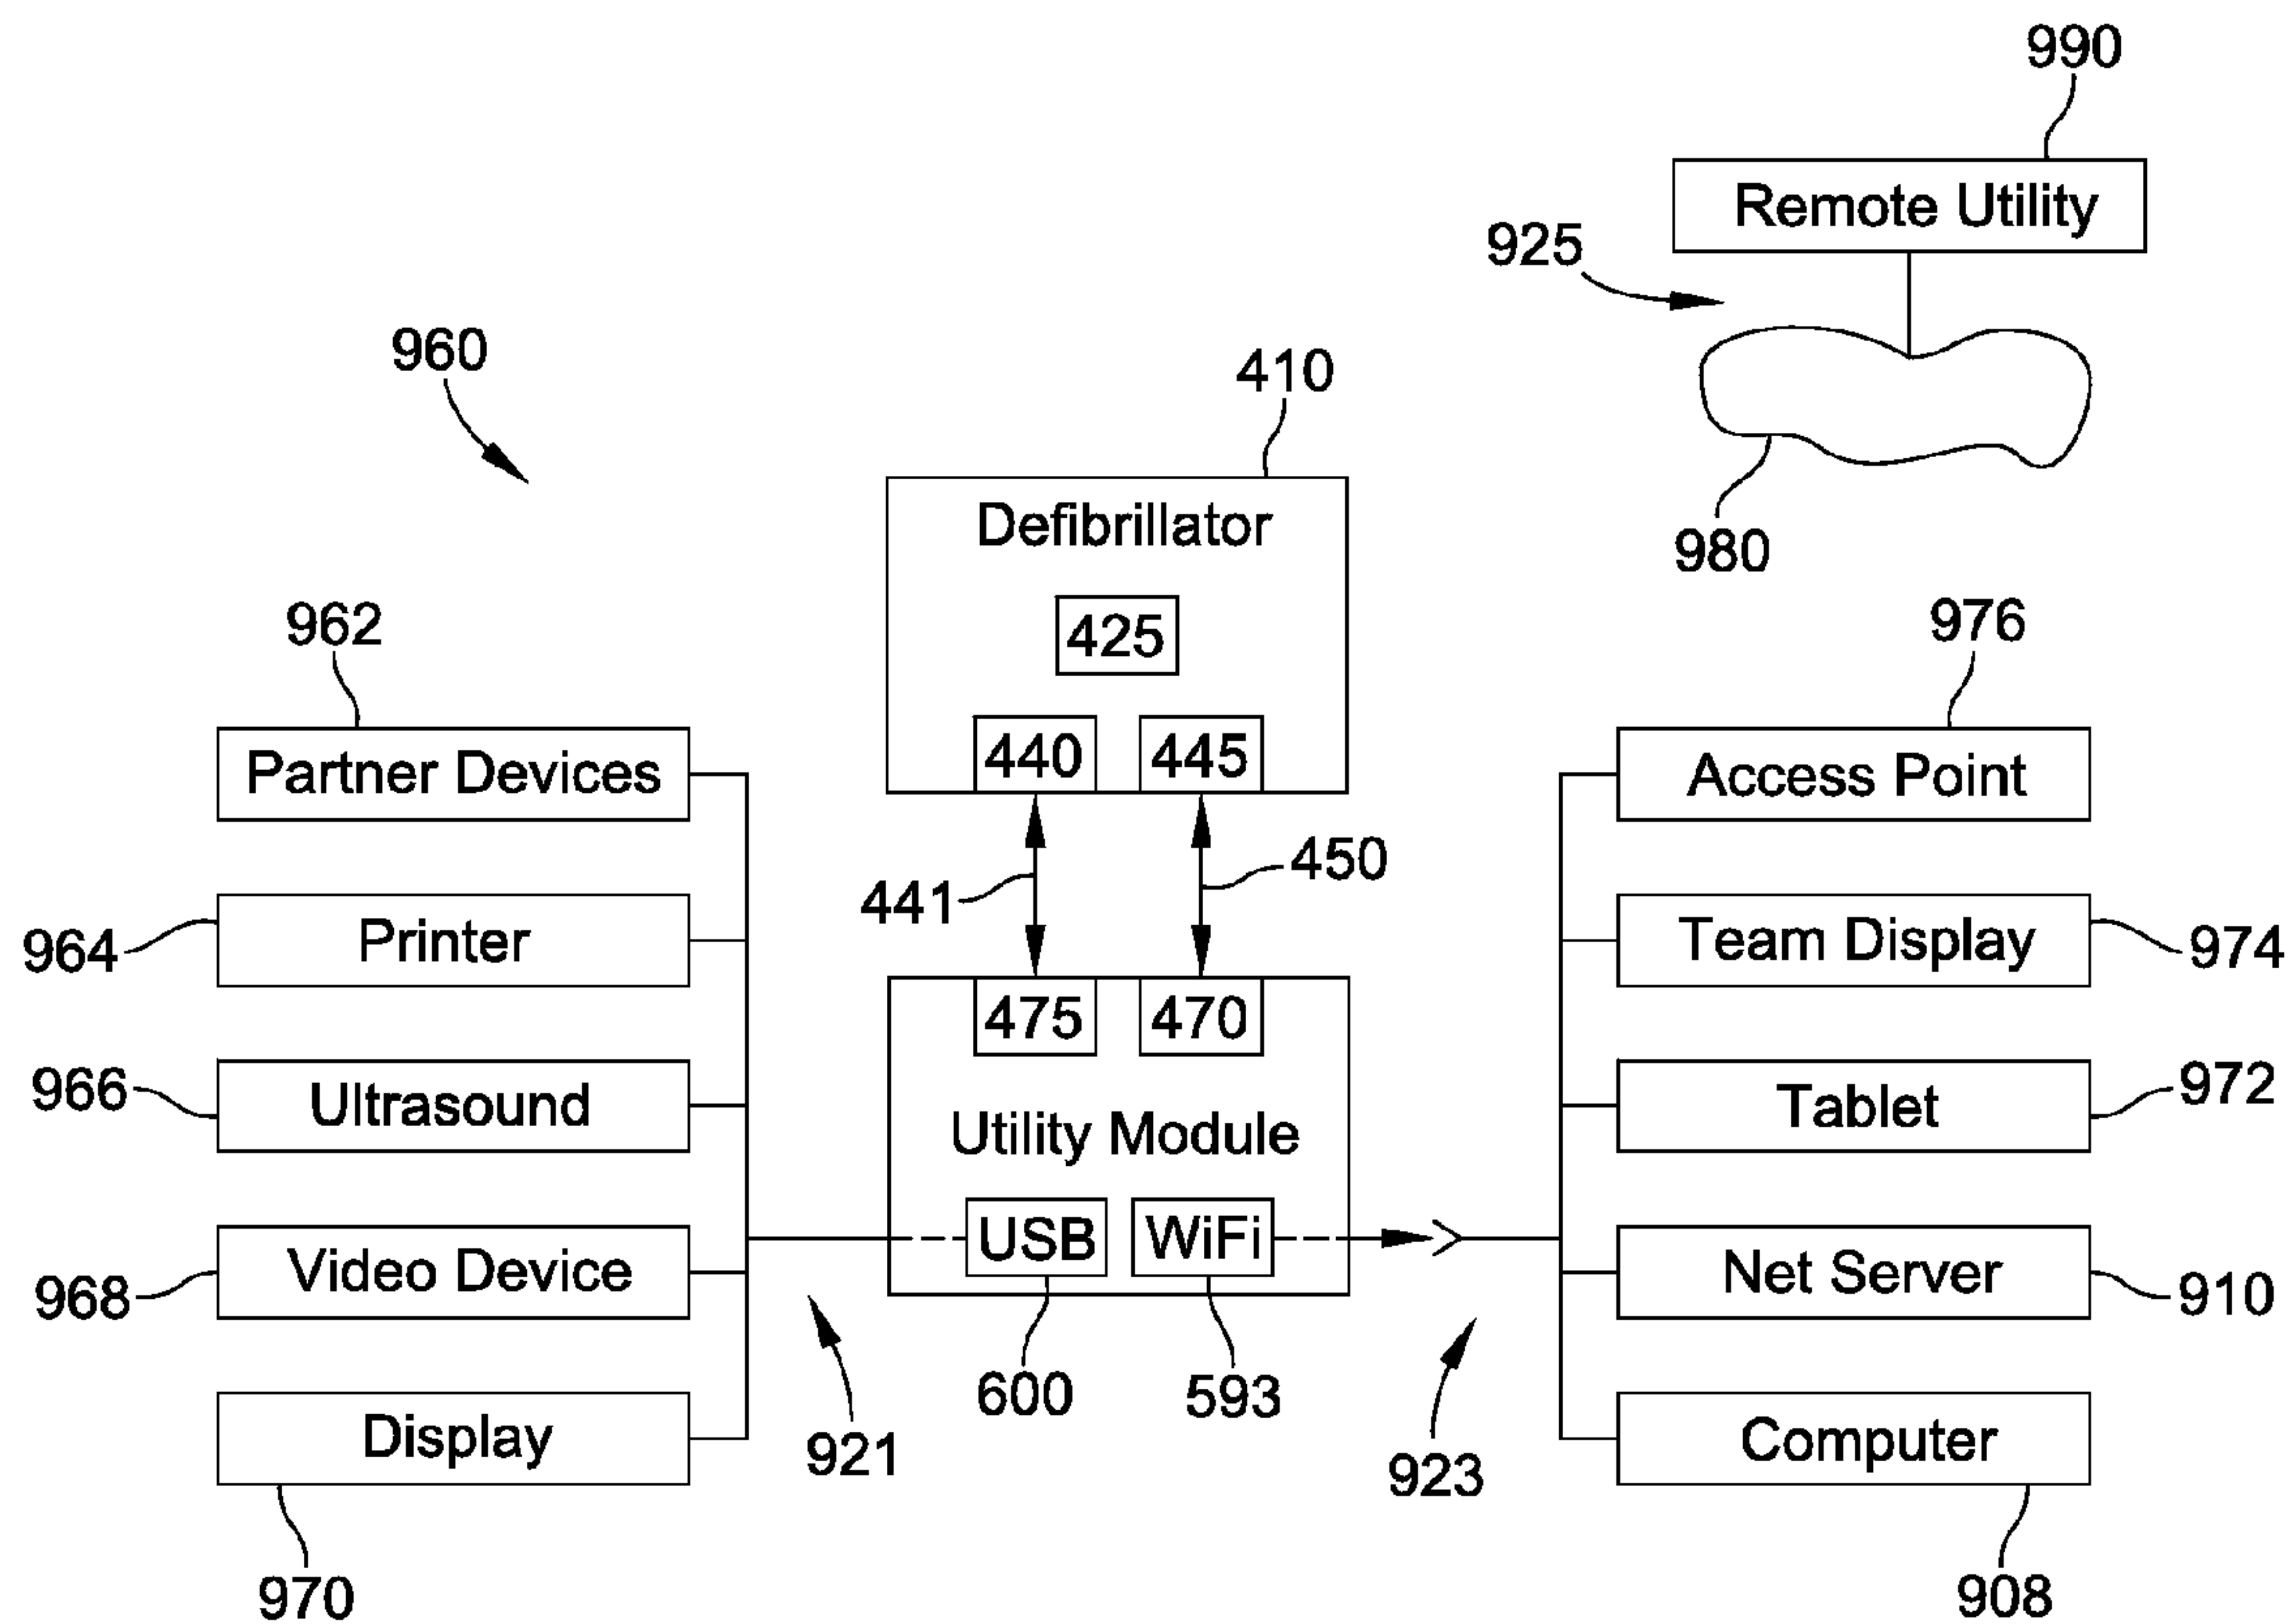 990
Remote Utility
925
960
410
980
Defibrillator
425
962
976
Partner Devices
440
445
Access Point
450
441
964
Printer
Team Display
974
475
470
966
Ultrasound
Utility Module
Tablet
972
968
Video Device
USB
WiFi
Net Server
910
600
593
Display
921
923
Computer
970
908